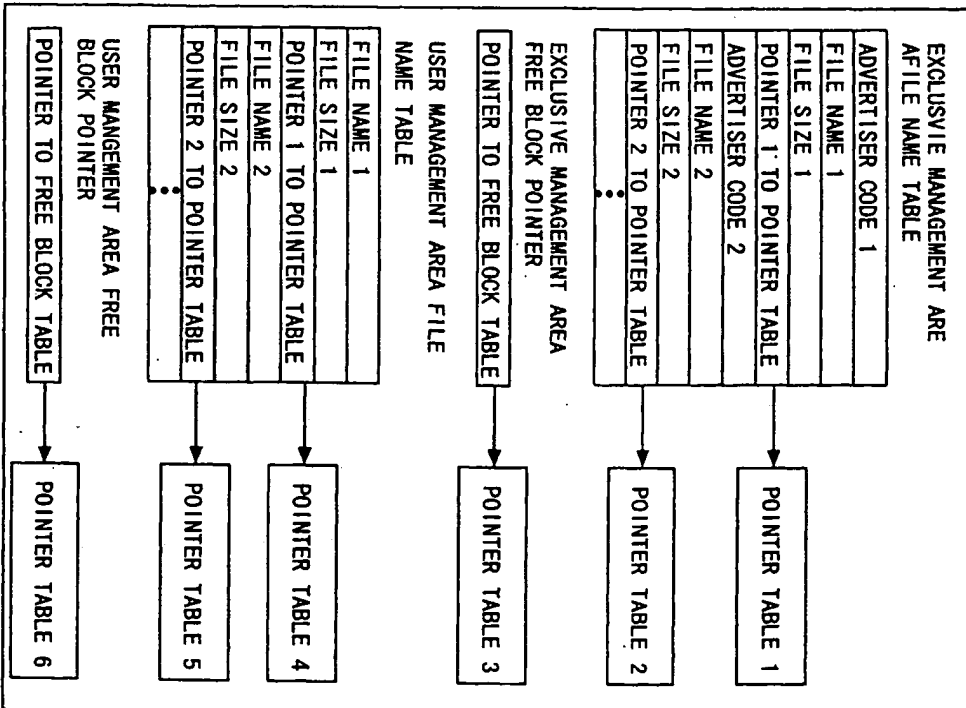 EXCLUSVIE MANAGEMENT ARE
AFILE NAME TABLE
ADVERTISER CODE 1
FILE NAME 1
FILE SIZE 1
POINTER 1 TO POINTER TABLE
ADVERTISER CODE 2
FILE NAME 2
FILE SIZE 2
POINTER 2 TO POINTER TABLE
•••
POINTER TABLE 1
POINTER TABLE 2
EXCLUSIVE MANAGEMENT AREA
FREE BLOCK POINTER
POINTER TO FREE BLOCK TABLE
POINTER TABLE 3
USER MANAGEMENT AREA FILE
NAME TABLE
FILE NAME 1
FILE SIZE 1
POINTER 1 TO POINTER TABLE
FILE NAME 2
FILE SIZE 2
POINTER 2 TO POINTER TABLE
•••
POINTER TABLE 4
POINTER TABLE 5
USER MANGEMENT AREA FREE
BLOCK POINTER
POINTER TO FREE BLOCK TABLE
POINTER TABLE 6